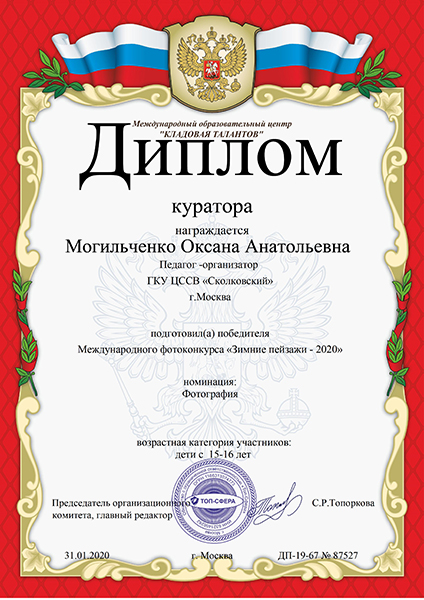 Международный образовательный центр
"КЛАДОВАЯ ТАЛАНТОВ"
Диплом
куратора
награждается
Могильченко Оксана Анатольевна
Педагог -организатор
ГКУ ЦССВ «Сколковский»
г.Москва
подготовил(а) победителя
Международного фотоконкурса «Зимние пейзажи - 2020»
номинация:
Фотография
возрастная категория участников:
дети с 15-16 лет
ТОП-СФЕРА
Председатель организационного
комитета, главный редактор
С.Р.Топоркова
31.01.2020
г. Москва
ДП-19-67 № 87527